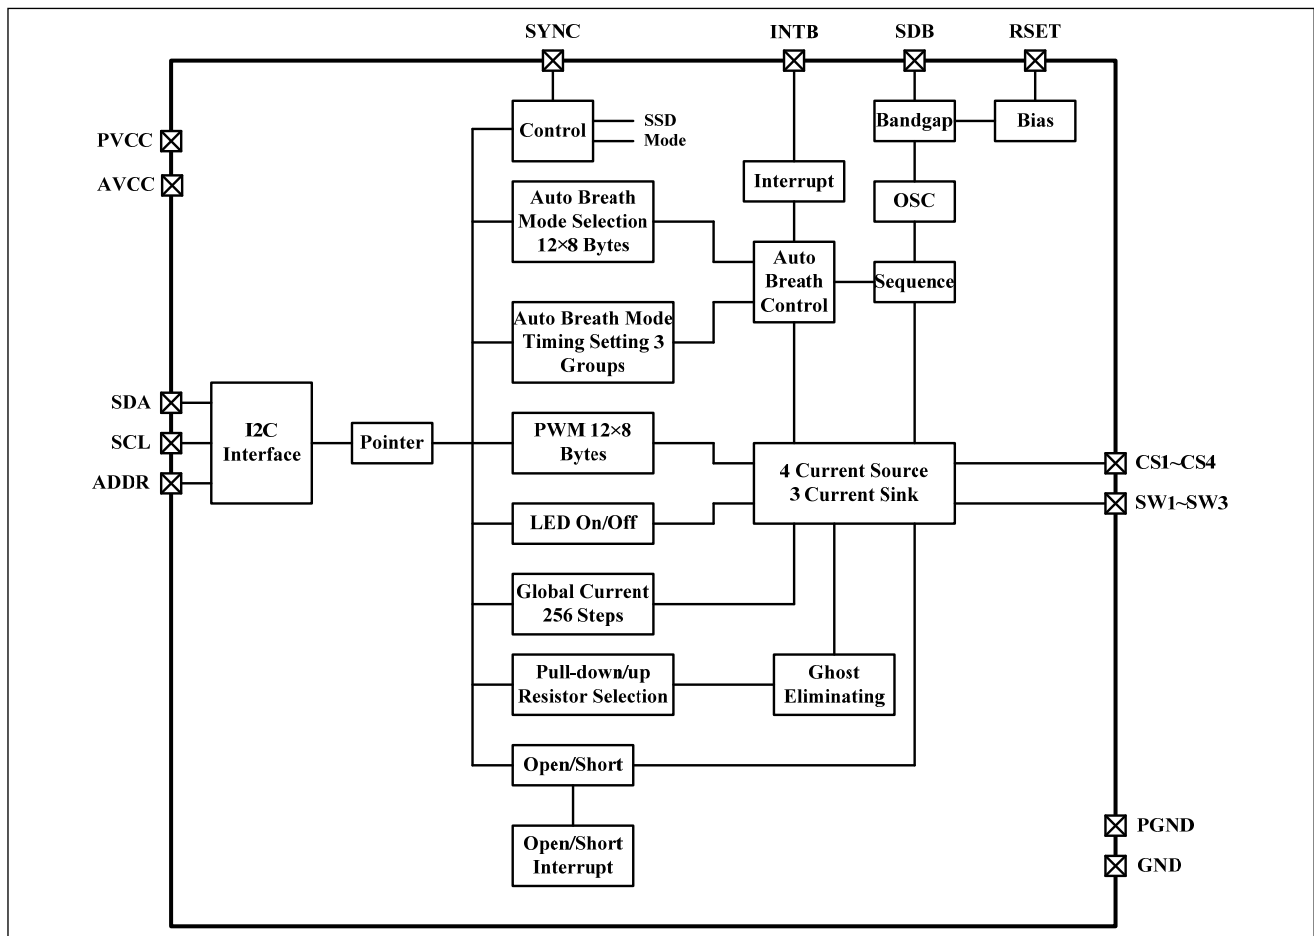 SYNC
INTB
SDB
RSET
PVCC
AVCC
Control
SSD
Mode
Bandgap
Bias
Interrupt
OSC
Auto Breath
Mode Selection
12×8 Bytes
Auto
Breath
Control
Sequence
Auto Breath Mode
Timing Setting 3
Groups
SDA
SCL
ADDR
I2C
Interface
Pointer
PWM 12×8
Bytes
4 Current Source
3 Current Sink
CS1~CS4
SW1~SW3
LED On/Off
Global Current
256 Steps
Pull-down/up
Resistor Selection
Ghost
Eliminating
Open/Short
Open/Short
Interrupt
PGND
GND